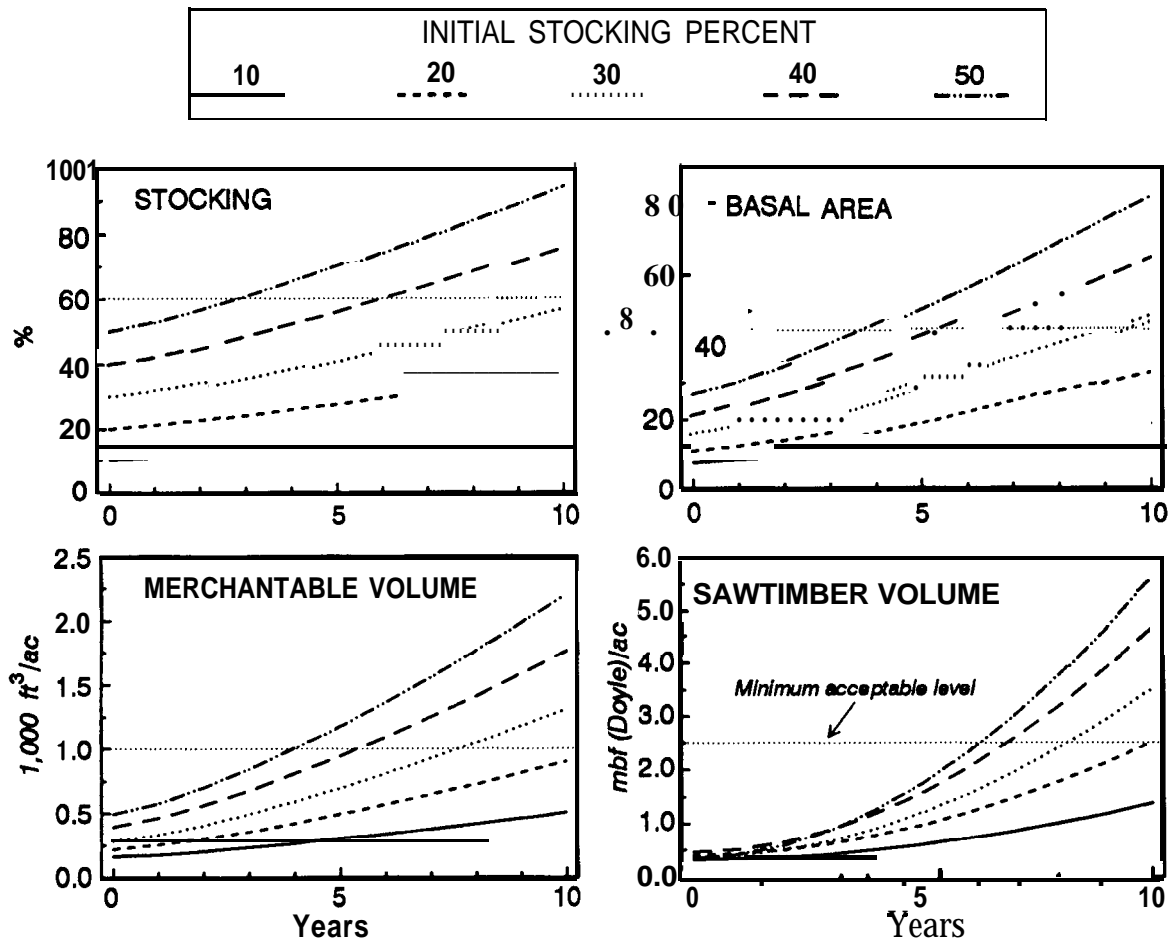 INITIAL STOCKING PERCENT
10 20 30 40 50
STOCKING
1001
80
60
40
20
0
%
0 5 10
BASAL AREA
80
60
40
20
0
. 8 .
0 5 10
MERCHANTABLE VOLUME
2.5
2.0
1.5
1.0
0.5
0.0
1,000 ft³/ac
0 5 10
Years
SAWTIMBER VOLUME
6.0
5.0
4.0
3.0
2.0
1.0
0.0
mbf (Doyle)/ac
Minimum acceptable level
0 5 10
Years